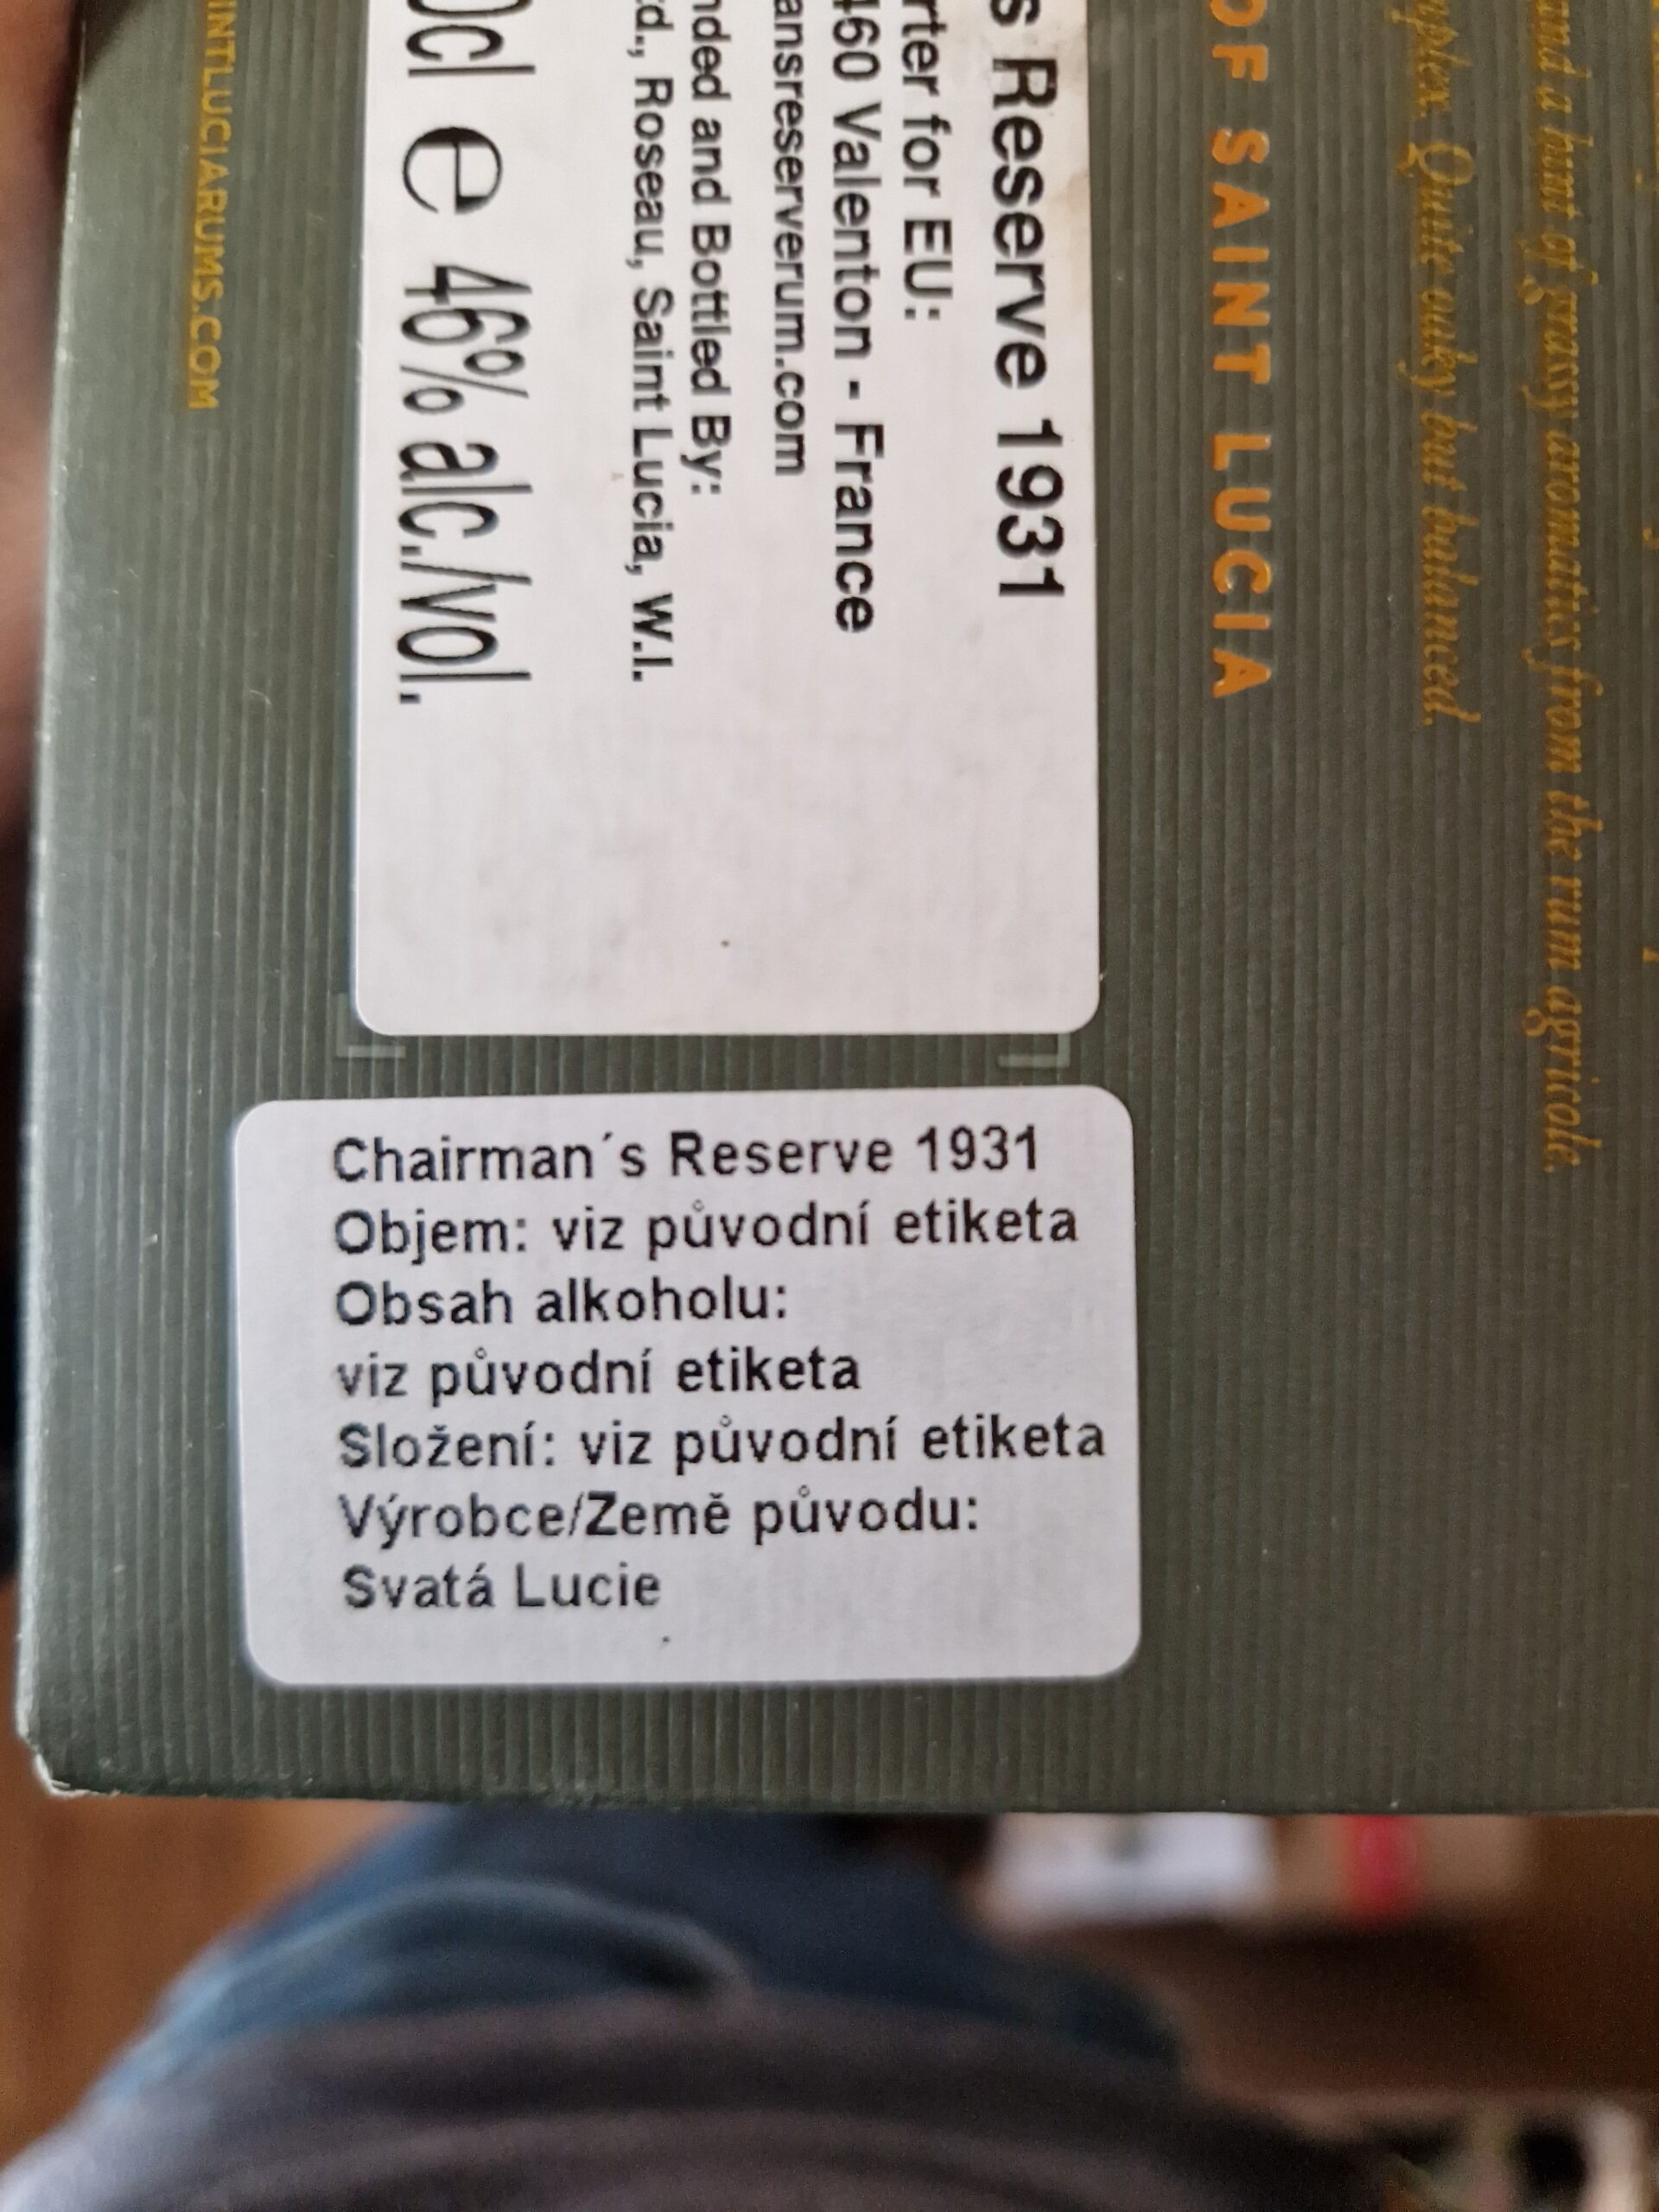 and a hint of grassy aromatics from the rum agricole.
Quite oaky but balanced.
OF SAINT LUCIA
s Reserve 1931
rter for EU:
460 Valenton - France
ansreserverum.com
nded and Bottled By:
td., Roseau, Saint Lucia, W.I.
0cl e 46% alc./vol.
INTLUCIARUMS.COM
Chairman´s Reserve 1931
Objem: viz původní etiketa
Obsah alkoholu:
viz původní etiketa
Složení: viz původní etiketa
Výrobce/Země původu:
Svatá Lucie